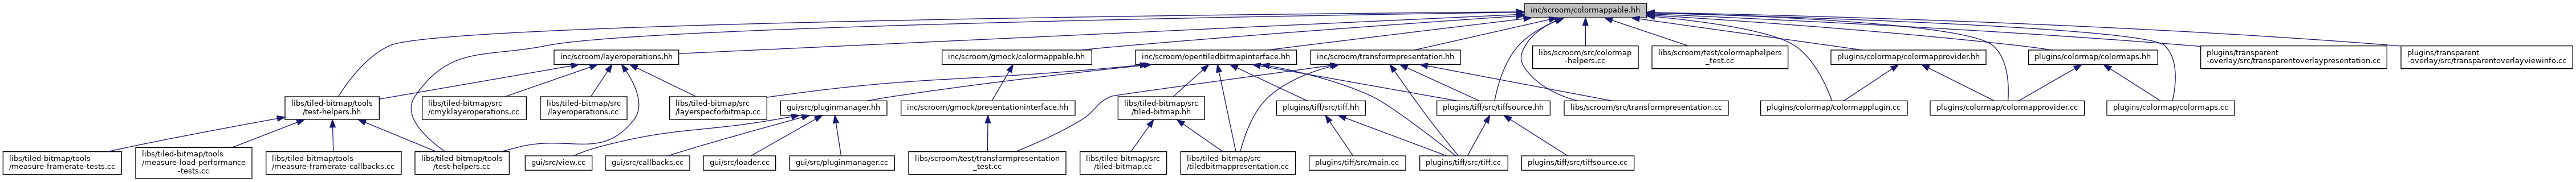 inc/scroom/colormappable.hh
inc/scroom/layeroperations.hh
inc/scroom/gmock/colormappable.hh
inc/scroom/opentiledbitmapinterface.hh
inc/scroom/transformpresentation.hh
libs/scroom/src/colormap
-helpers.cc
libs/scroom/test/colormaphelpers
_test.cc
plugins/colormap/colormapprovider.hh
plugins/colormap/colormaps.hh
plugins/transparent
-overlay/src/transparentoverlaypresentation.cc
plugins/transparent
-overlay/src/transparentoverlayviewinfo.cc
libs/tiled-bitmap/tools
/test-helpers.hh
libs/tiled-bitmap/src
/cmyklayeroperations.cc
libs/tiled-bitmap/src
/layeroperations.cc
libs/tiled-bitmap/src
/layerspecforbitmap.cc
gui/src/pluginmanager.hh
inc/scroom/gmock/presentationinterface.hh
libs/tiled-bitmap/src
/tiled-bitmap.hh
plugins/tiff/src/tiff.hh
plugins/tiff/src/tiffsource.hh
libs/scroom/src/transformpresentation.cc
plugins/colormap/colormapplugin.cc
plugins/colormap/colormapprovider.cc
plugins/colormap/colormaps.cc
libs/tiled-bitmap/tools
/measure-framerate-tests.cc
libs/tiled-bitmap/tools
/measure-load-performance
-tests.cc
libs/tiled-bitmap/tools
/measure-framerate-callbacks.cc
libs/tiled-bitmap/tools
/test-helpers.cc
gui/src/view.cc
gui/src/callbacks.cc
gui/src/loader.cc
gui/src/pluginmanager.cc
libs/scroom/test/transformpresentation
_test.cc
libs/tiled-bitmap/src
/tiled-bitmap.cc
libs/tiled-bitmap/src
/tiledbitmappresentation.cc
plugins/tiff/src/main.cc
plugins/tiff/src/tiff.cc
plugins/tiff/src/tiffsource.cc